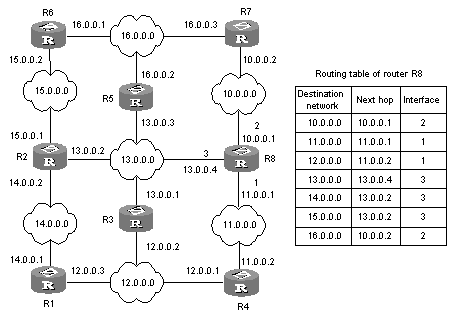 R6
R7
16.0.0.1
16.0.0.3
16.0.0.0
R
R
15.0.0.2
16.0.0.2
10.0.0.2
Routing table of router R8
15.0.0.0
R5
R
10.0.0.0
Destination network Next hop Interface
10.0.0.0 10.0.0.1 2
11.0.0.0 11.0.0.1 1
12.0.0.0 11.0.0.2 1
13.0.0.0 13.0.0.4 3
14.0.0.0 13.0.0.2 3
15.0.0.0 13.0.0.2 3
16.0.0.0 10.0.0.2 2
15.0.0.1
13.0.0.3
2
10.0.0.1
R2
R
13.0.0.2
13.0.0.0
3
13.0.0.4
R
R8
14.0.0.2
13.0.0.1
1
11.0.0.1
R3
R
14.0.0.0
11.0.0.0
12.0.0.2
14.0.0.1
12.0.0.3
12.0.0.0
12.0.0.1
11.0.0.2
R
R
R1
R4